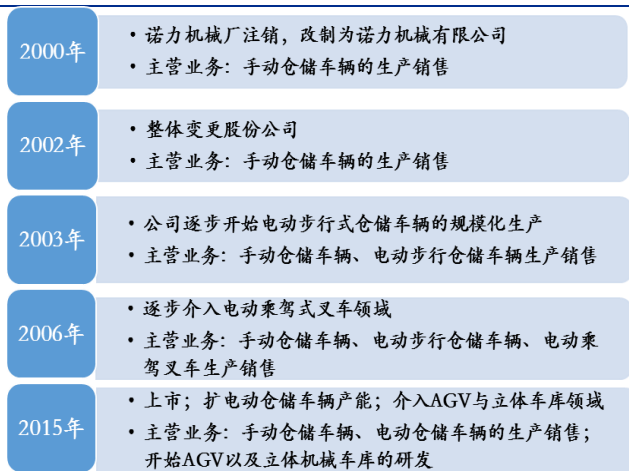 2000年
• 诺力机械厂注销，改制为诺力机械有限公司
• 主营业务：手动仓储车辆的生产销售
2002年
• 整体变更股份公司
• 主营业务：手动仓储车辆的生产销售
2003年
• 公司逐步开始电动步行式仓储车辆的规模化生产
• 主营业务：手动仓储车辆、电动步行仓储车辆生产销售
2006年
• 逐步介入电动乘驾式叉车领域
• 主营业务：手动仓储车辆、电动步行仓储车辆、电动乘
驾叉车生产销售
2015年
• 上市；扩电动仓储车辆产能；介入AGV与立体车库领域
• 主营业务：手动仓储车辆、电动仓储车辆的生产销售；
开始AGV以及立体机械车库的研发